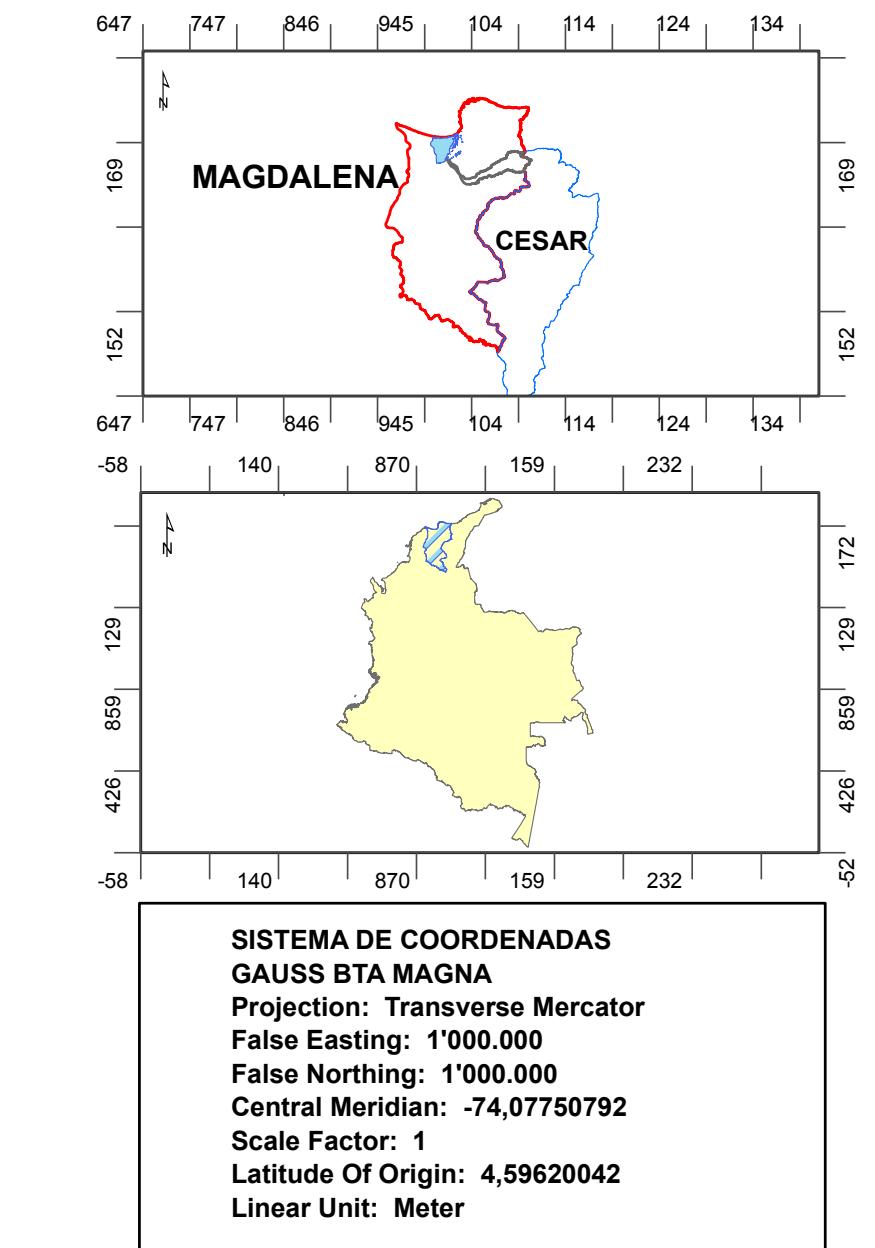 647 747 846 945 104 114 124 134
N
169 169
MAGDALENA
CESAR
152 152
647 747 846 945 104 114 124 134
-58 140 870 159 232
N
172
129 129
859 859
426 426
-52
-58 140 870 159 232
SISTEMA DE COORDENADAS
GAUSS BTA MAGNA
Projection: Transverse Mercator
False Easting: 1'000.000
False Northing: 1'000.000
Central Meridian: -74,07750792
Scale Factor: 1
Latitude Of Origin: 4,59620042
Linear Unit: Meter